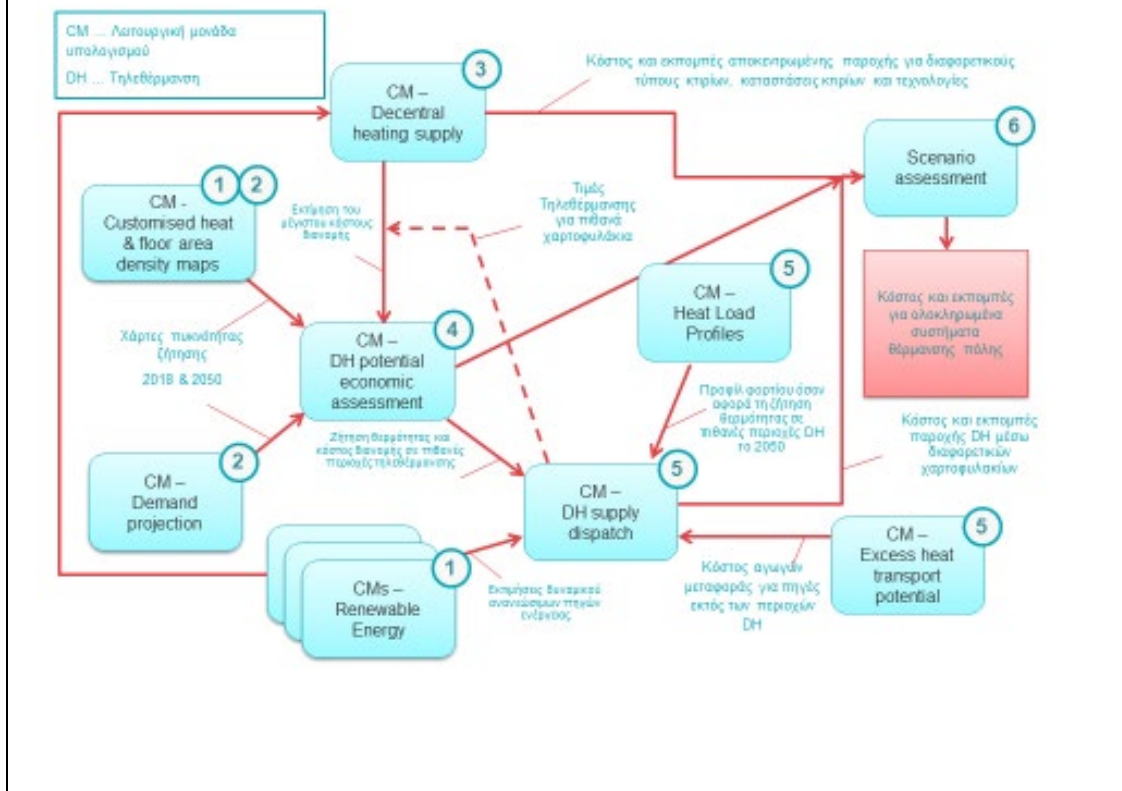 CM ... Λειτουργική μονάδα
υπολογισμού
DH ... Τηλεθέρμανση
3
CM –
Decentral
heating supply
Κόστος και εκπομπές αποκεντρωμένης παροχής για διαφορετικούς
τύπους κτιρίων, καταστάσεις κτιρίων και τεχνολογίες
6
Scenario
assessment
1
2
CM -
Customised heat
& floor area
density maps
Εκτίμηση του
μέγιστου κόστους
διανομής
Τιμές
Τηλεθέρμανσης
για πιθανά
χαρτοφυλάκια
5
CM –
Heat Load
Profiles
Κόστος και εκπομπές
για ολοκληρωμένα
συστήματα
θέρμανσης πόλης
Χάρτες πυκνότητας
ζήτησης
2018 & 2050
4
CM –
DH potential
economic
assessment
Προφίλ φορτίου όσον
αφορά τη ζήτηση
θερμότητας σε
πιθανές περιοχές DH
το 2050
Κόστος και εκπομπές
παροχής DH μέσω
διαφορετικών
χαρτοφυλακίων
Ζήτηση θερμότητας και
κόστος διανομής σε πιθανές
περιοχές τηλεθέρμανσης
2
CM –
Demand
projection
5
CM –
DH supply
dispatch
5
CM –
Excess heat
transport
potential
1
CMs –
Renewable
Energy
Εκτιμήσεις δυναμικού
ανανεώσιμων πηγών
ενέργειας
Κόστος αγωγών
μεταφοράς για πηγές
εκτός των περιοχών
DH